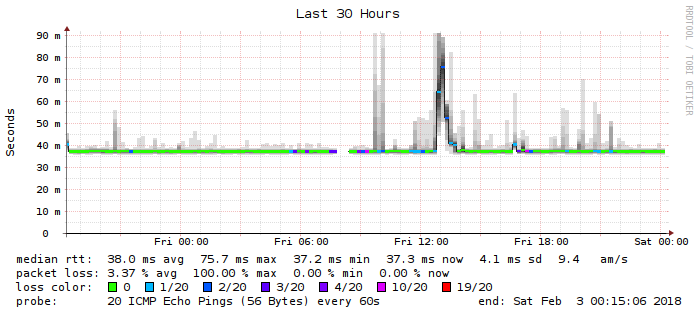 Last 30 Hours
RRDTOOL / TOBI OETIKER
Seconds
90 m
80 m
70 m
60 m
50 m
40 m
30 m
20 m
10 m
0
Fri 00:00 Fri 06:00 Fri 12:00 Fri 18:00 Sat 00:00
median rtt: 38.0 ms avg 75.7 ms max 37.2 ms min 37.3 ms now 4.1 ms sd 9.4 am/s
packet loss: 3.37 % avg 100.00 % max 0.00 % min 0.00 % now
loss color: 0 1/20 2/20 3/20 4/20 10/20 19/20
probe: 20 ICMP Echo Pings (56 Bytes) every 60s end: Sat Feb 3 00:15:06 2018